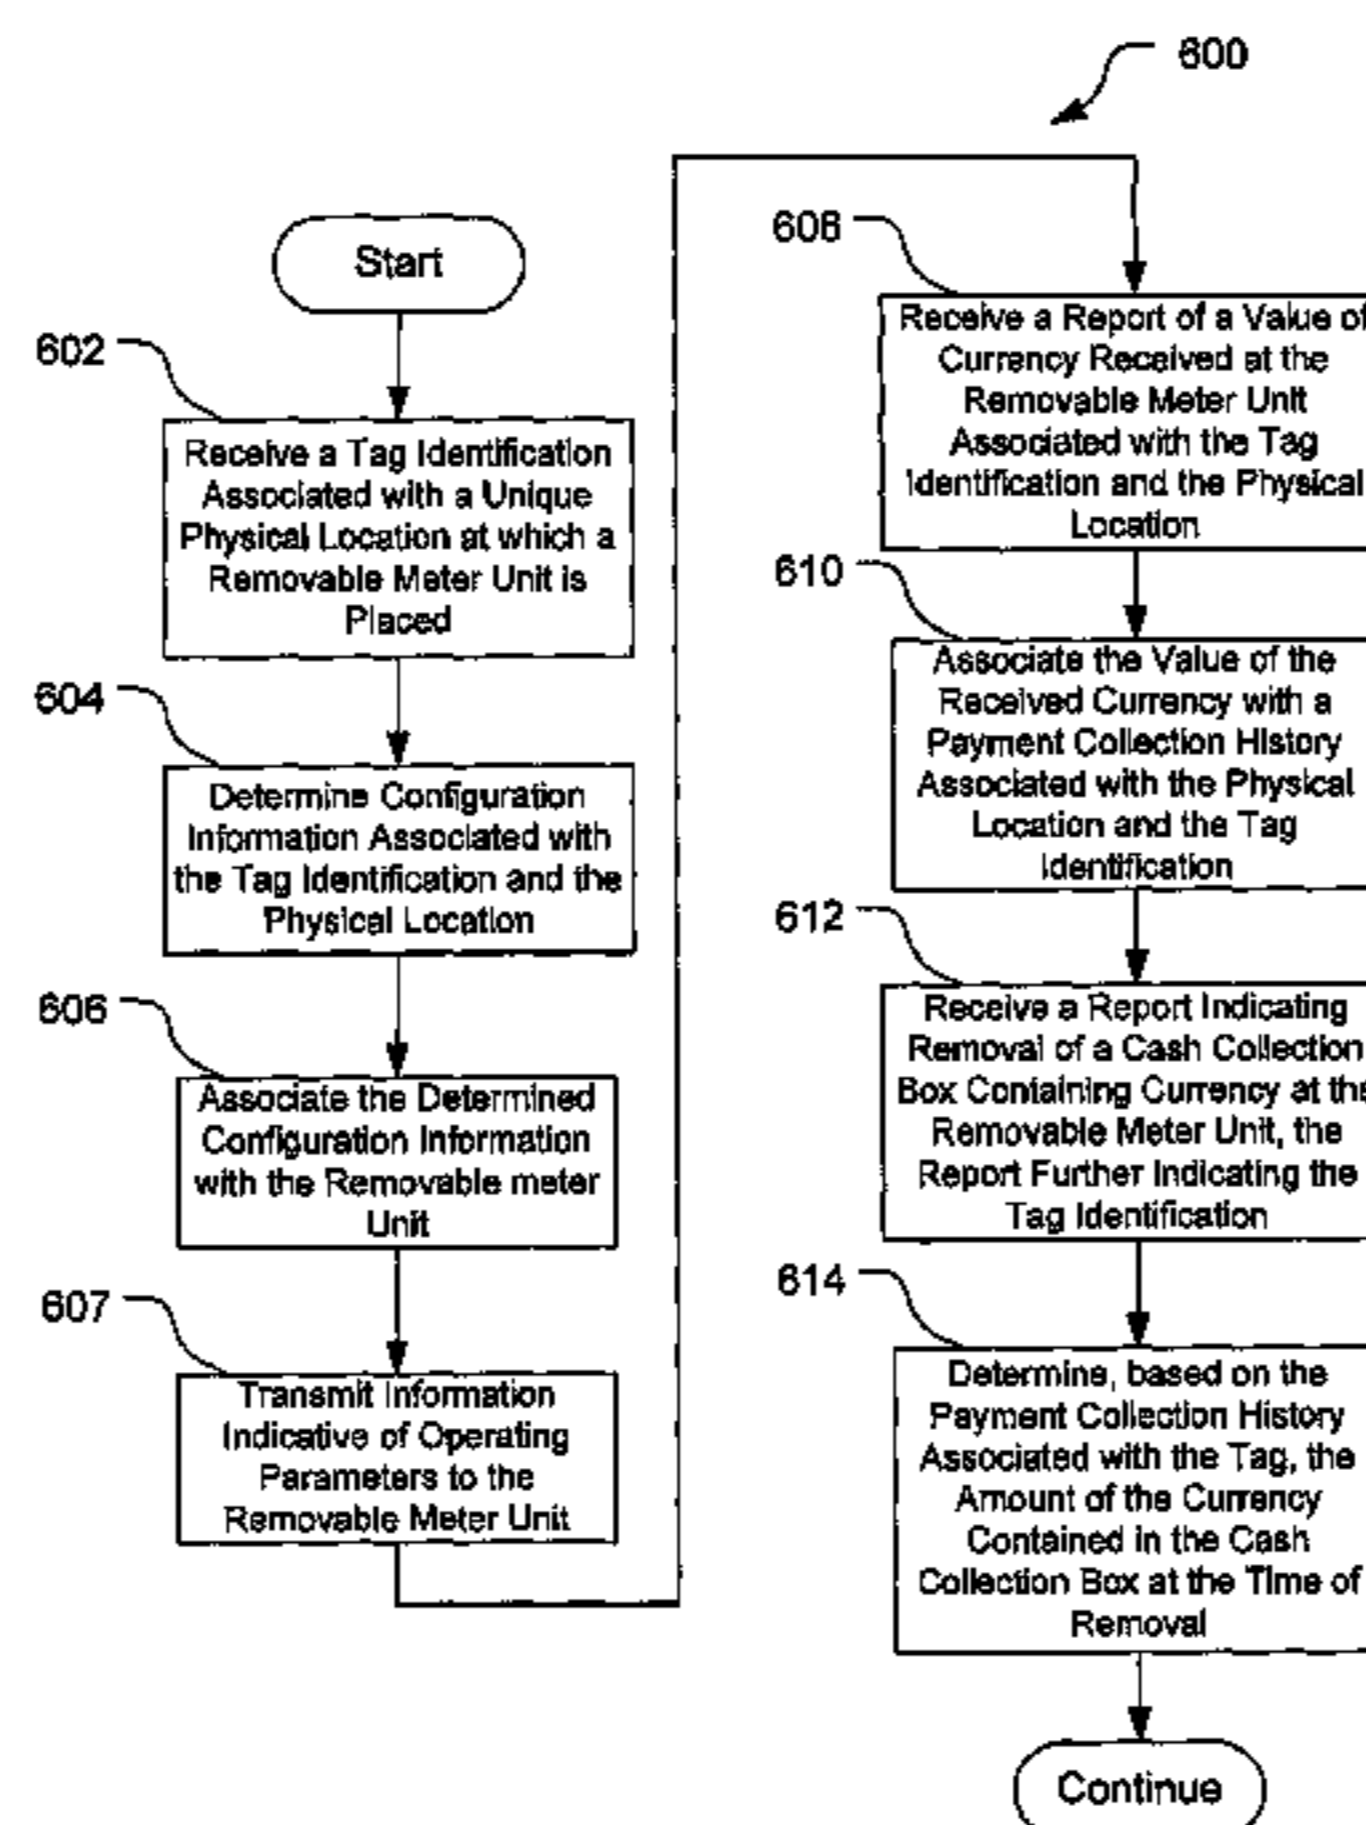 600
Start
602
Receive a Tag Identification
Associated with a Unique
Physical Location at which a
Removable Meter Unit is
Placed
604
Determine Configuration
Information Associated with
the Tag Identification and the
Physical Location
606
Associate the Determined
Configuration Information
with the Removable meter
Unit
607
Transmit Information
Indicative of Operating
Parameters to the
Removable Meter Unit
608
Receive a Report of a Value of
Currency Received at the
Removable Meter Unit
Associated with the Tag
Identification and the Physical
Location
610
Associate the Value of the
Received Currency with a
Payment Collection History
Associated with the Physical
Location and the Tag
Identification
612
Receive a Report Indicating
Removal of a Cash Collection
Box Containing Currency at the
Removable Meter Unit, the
Report Further Indicating the
Tag Identification
614
Determine, based on the
Payment Collection History
Associated with the Tag, the
Amount of the Currency
Contained in the Cash
Collection Box at the Time of
Removal
Continue